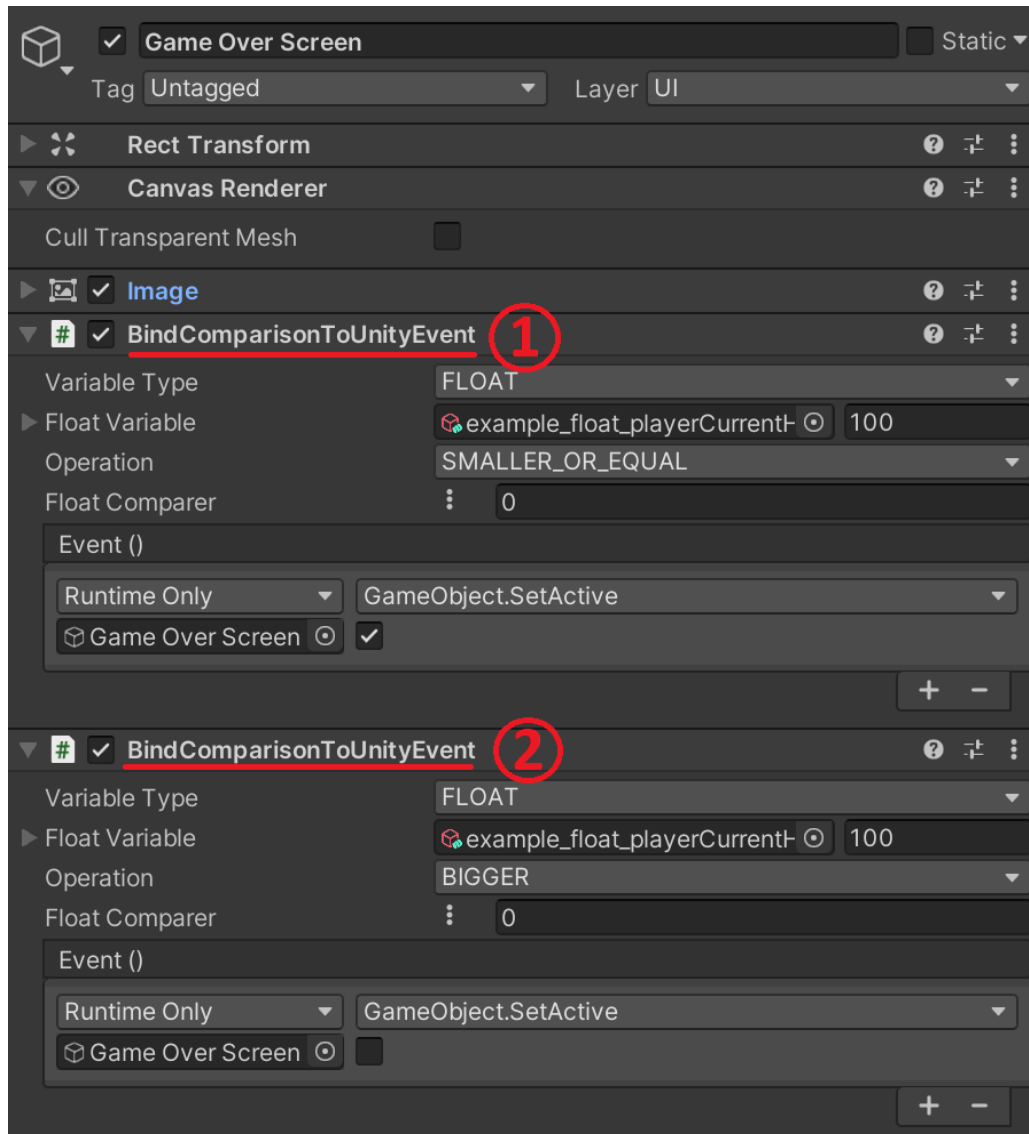 Game Over Screen Static
Tag Untagged Layer UI
Rect Transform
Canvas Renderer
Cull Transparent Mesh
Image
# BindComparisonToUnityEvent 1
Variable Type FLOAT
Float Variable example_float_playerCurrentH 100
Operation SMALLER_OR_EQUAL
Float Comparer 0
Event ()
Runtime Only GameObject.SetActive
Game Over Screen
+ −
# BindComparisonToUnityEvent 2
Variable Type FLOAT
Float Variable example_float_playerCurrentH 100
Operation BIGGER
Float Comparer 0
Event ()
Runtime Only GameObject.SetActive
Game Over Screen
+ −